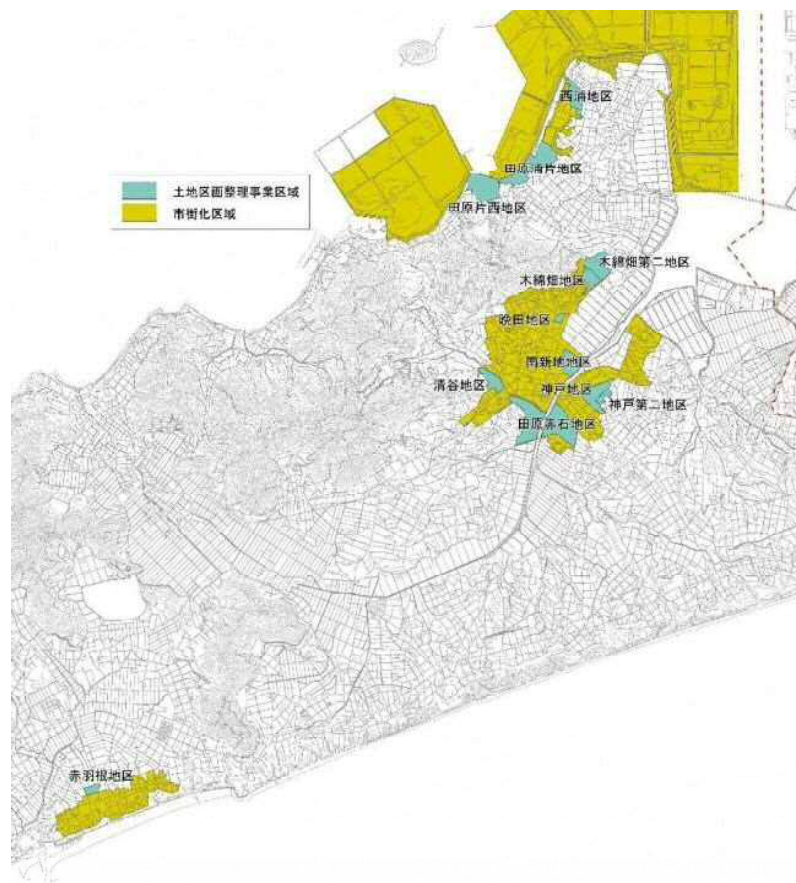 西浦地区
田原浦片地区
土地区画整理事業区域
市街化区域
田原片西地区
木綿畑第二地区
木綿畑地区
晩田地区
南新地地区
清谷地区
神戸地区
神戸第二地区
田原赤石地区
赤羽根地区